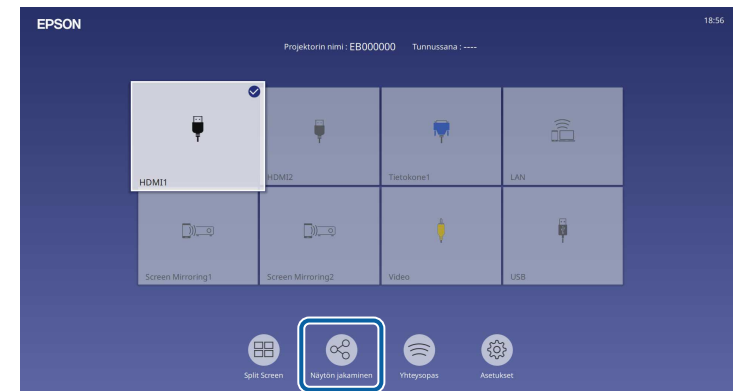 EPSON
18:56
Projektorin nimi : EB000000 Tunnussana : ----
HDMI1
HDMI2
Tietokone1
LAN
Screen Mirroring1
Screen Mirroring2
Video
USB
Split Screen
Näytön jakaminen
Yhteysopas
Asetukset